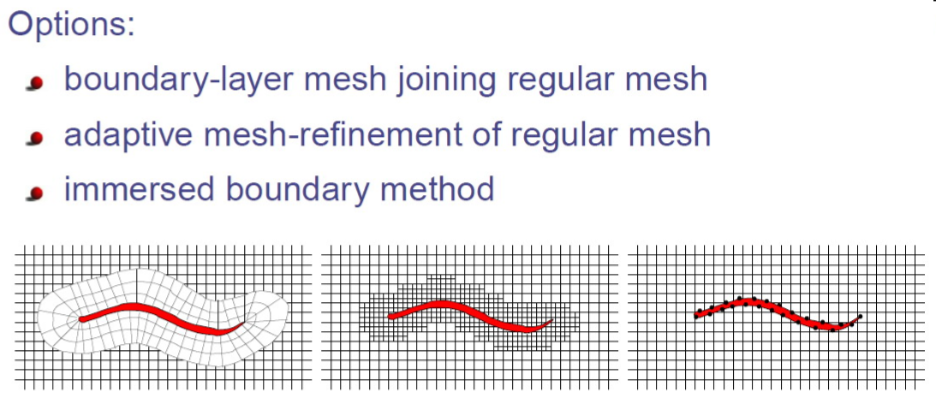 Options:
boundary-layer mesh joining regular mesh
adaptive mesh-refinement of regular mesh
immersed boundary method